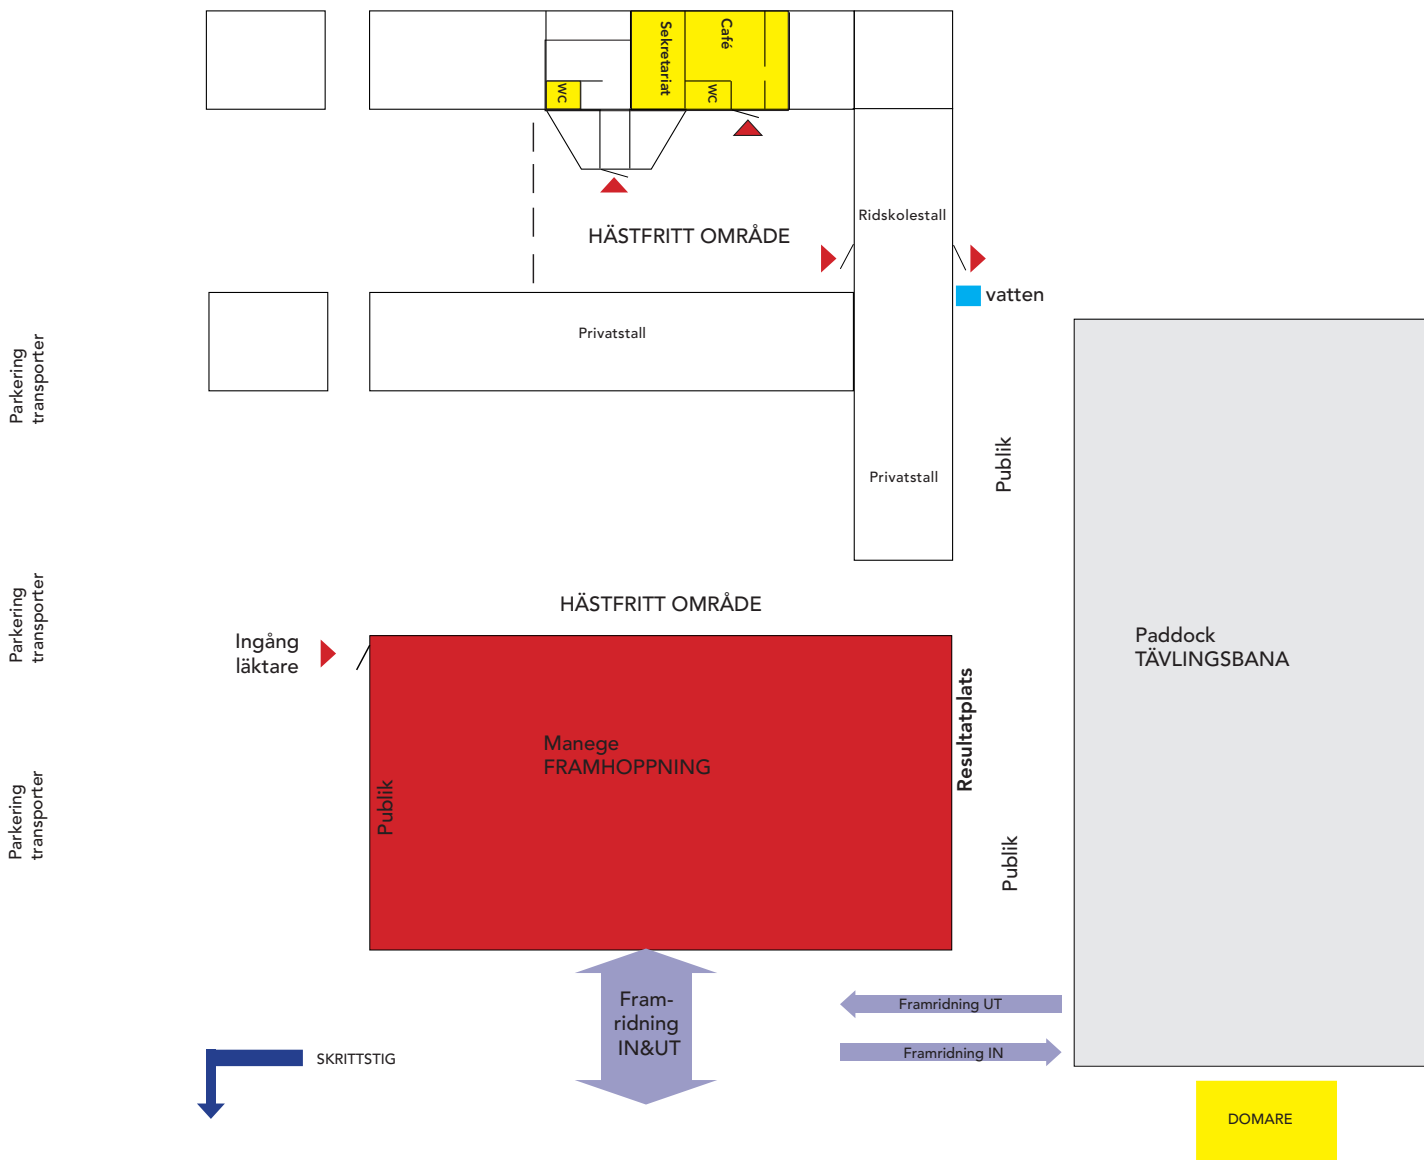 Sekretariat
Café
WC
WC
Ridskolestall
HÄSTFRITT OMRÅDE
vatten
Privatstall
Parkering
transporter
Publik
Privatstall
HÄSTFRITT OMRÅDE
Parkering
transporter
Ingång
läktare
Paddock
TÄVLINGSBANA
Resultatplats
Manege
FRAMHOPPNING
Publik
Parkering
transporter
Publik
Fram-
ridning
IN&UT
Framridning UT
Framridning IN
SKRITTSTIG
DOMARE